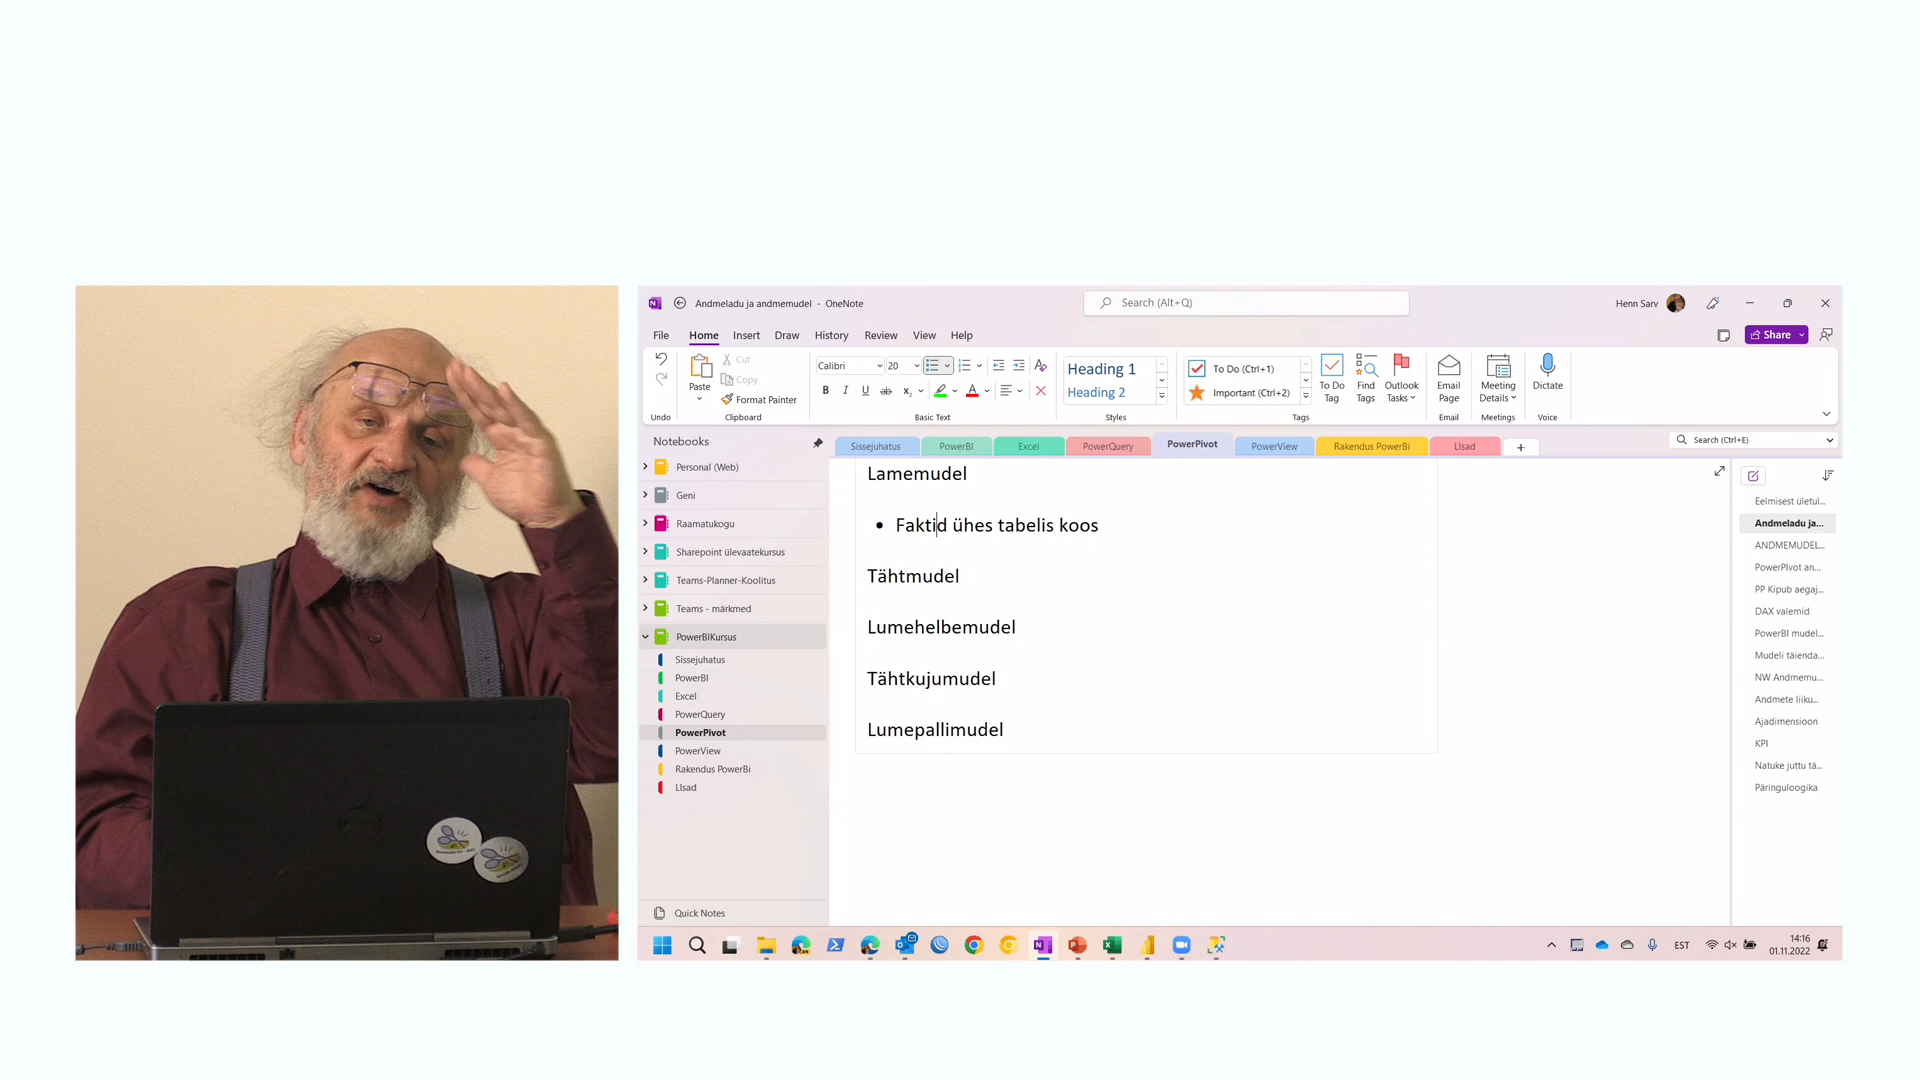 Andmeladu ja andmemudel - OneNote
Search (Alt+Q)
Henn Sarv
File Home Insert Draw History Review View Help
Share
Cut
Copy
Paste
Format Painter
Undo
Clipboard
Calibri 20
Basic Text
Heading 1
Heading 2
Styles
To Do (Ctrl+1)
Important (Ctrl+2)
Tags
To Do Tag
Find Tags
Outlook Tasks
Email Page
Email
Meeting Details
Meetings
Dictate
Voice
Notebooks
Sissejuhatus PowerBI Excel PowerQuery PowerPivot PowerView Rakendus PowerBi LIsad +
Search (Ctrl+E)
Personal (Web)
Geni
Raamatukogu
Sharepoint ülevaatekursus
Teams-Planner-Koolitus
Teams - märkmed
PowerBIKursus
Sissejuhatus
PowerBI
Excel
PowerQuery
PowerPivot
PowerView
Rakendus PowerBi
LIsad
Quick Notes
Lamemudel
• Faktid ühes tabelis koos
Tähtmudel
Lumehelbemudel
Tähtkujumudel
Lumepallimudel
Eelmisest ületul...
Andmeladu ja...
ANDMEMUDEL...
PowerPIvot an...
PP Kipub aegaj...
DAX valemid
PowerBI mudel...
Mudeli täienda...
NW Andmemu...
Andmete liiku...
Ajadimensioon
KPI
Natuke juttu tä...
Päringuloogika
EST
14:16
01.11.2022